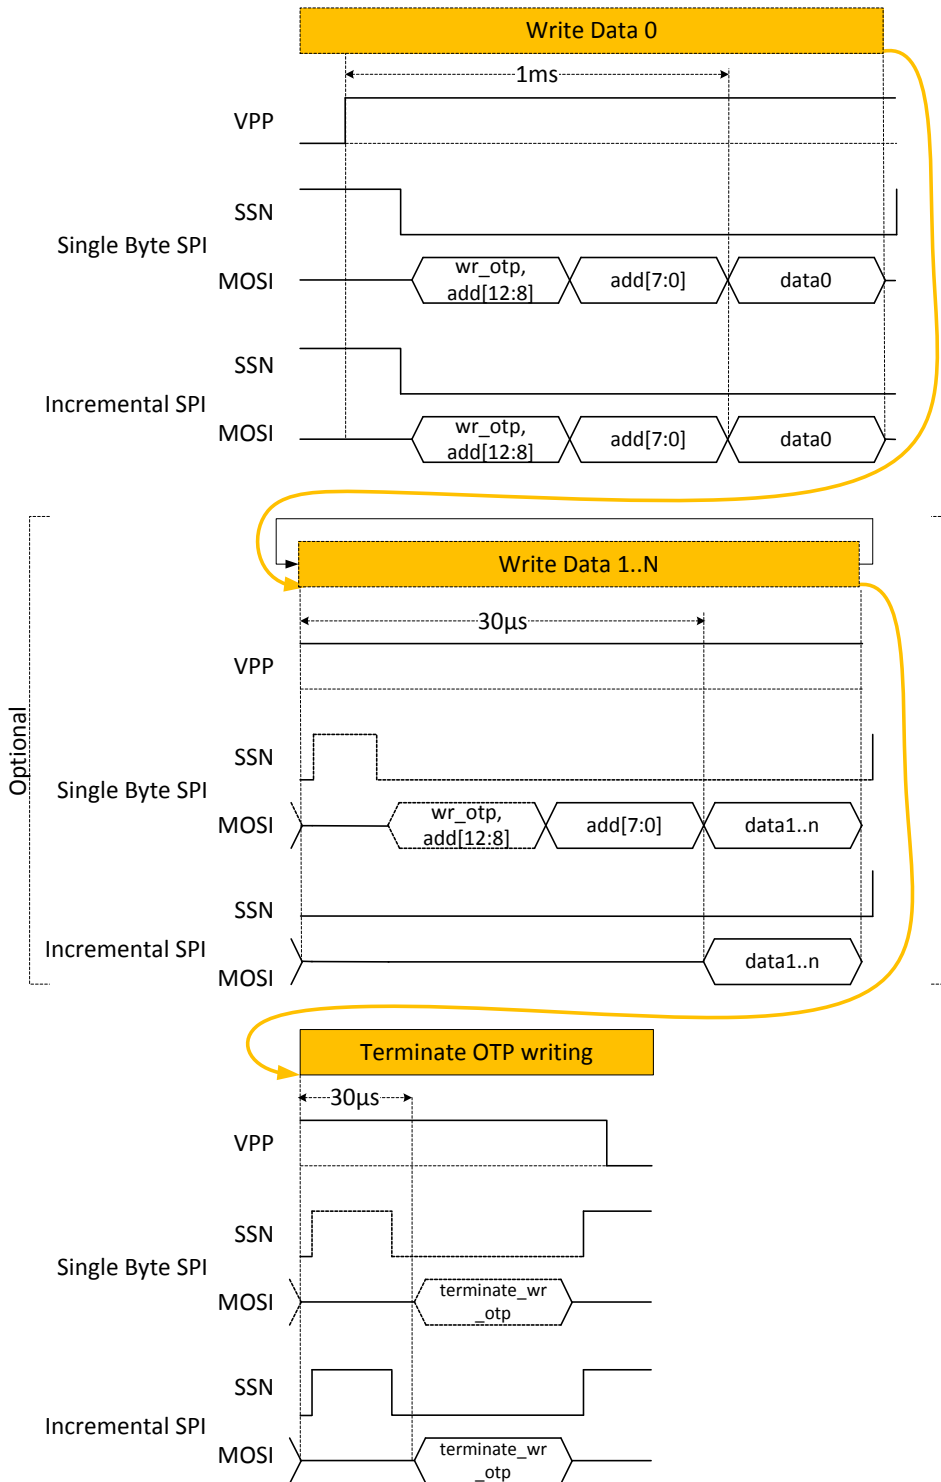 Write Data 0
1ms
VPP
SSN
Single Byte SPI
MOSI
wr_otp,
add[12:8]
add[7:0]
data0
SSN
Incremental SPI
MOSI
wr_otp,
add[12:8]
add[7:0]
data0
Optional
Write Data 1..N
30µs
VPP
SSN
Single Byte SPI
MOSI
wr_otp,
add[12:8]
add[7:0]
data1..n
SSN
Incremental SPI
MOSI
data1..n
Terminate OTP writing
30µs
VPP
SSN
Single Byte SPI
MOSI
terminate_wr
_otp
SSN
Incremental SPI
MOSI
terminate_wr
_otp